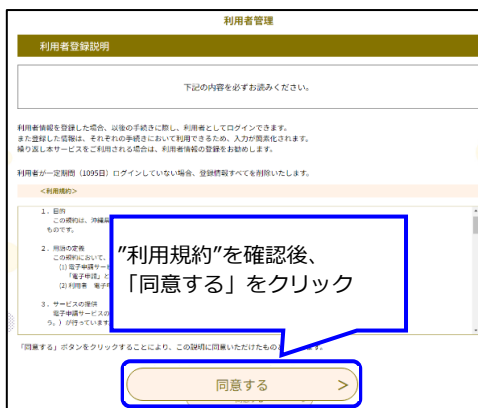 利用者管理
利用者登録説明
下記の内容を必ずお読みください。
利用者情報を登録した場合、以後の手続きに際し、利用者としてログインできます。
また登録した情報は、それぞれの手続きにおいて利用できるため、入力が簡素化されます。
繰り返し本サービスをご利用される場合は、利用者情報の登録をお勧めします。
利用者が一定期間（1095日）ログインしていない場合、登録情報すべてを削除いたします。
＜利用規約＞
１．目的
この規約は、沖縄
ものです。
２．用語の定義
この規約において、
(1) 電子申請サー
「電子申請」と
(2) 利用者　電子
３．サービスの提供
電子申請サービスの
う。）が行っています
”利用規約”を確認後、
「同意する」をクリック
「同意する」ボタンをクリックすることにより、この説明に同意いただけたものと
す。
同意する >